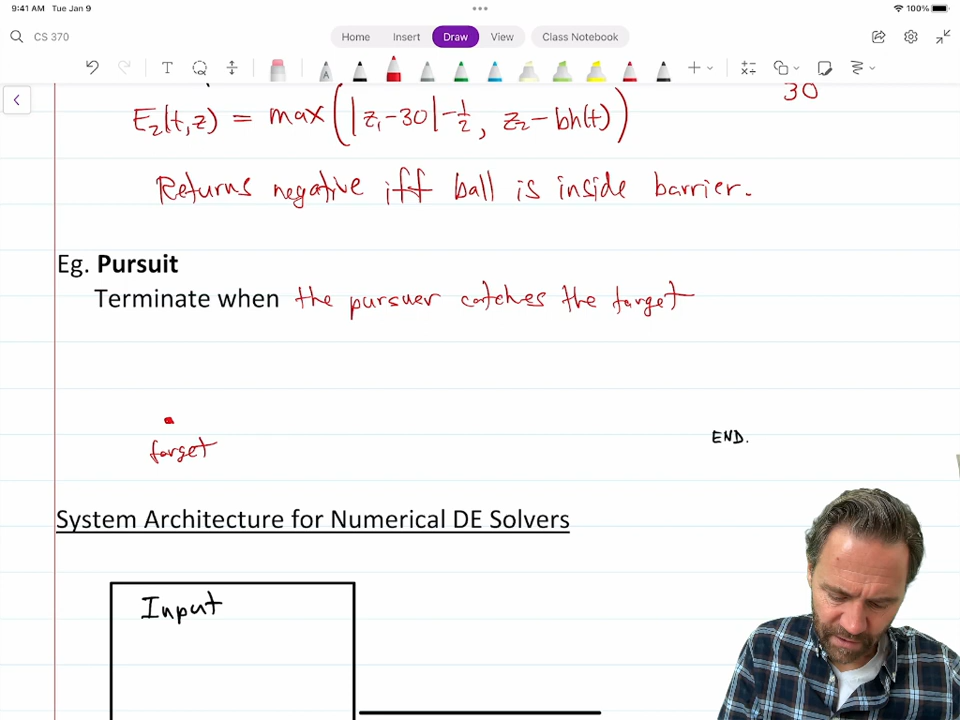 9:41 AM Tue Jan 9
100%
CS 370
Home Insert Draw View Class Notebook
30
E₂(t,z) = max(|z₁-30|-½, z₂-bh(t))
Returns negative iff ball is inside barrier.
Eg. Pursuit
Terminate when the pursuer catches the target
target
END.
System Architecture for Numerical DE Solvers
Input